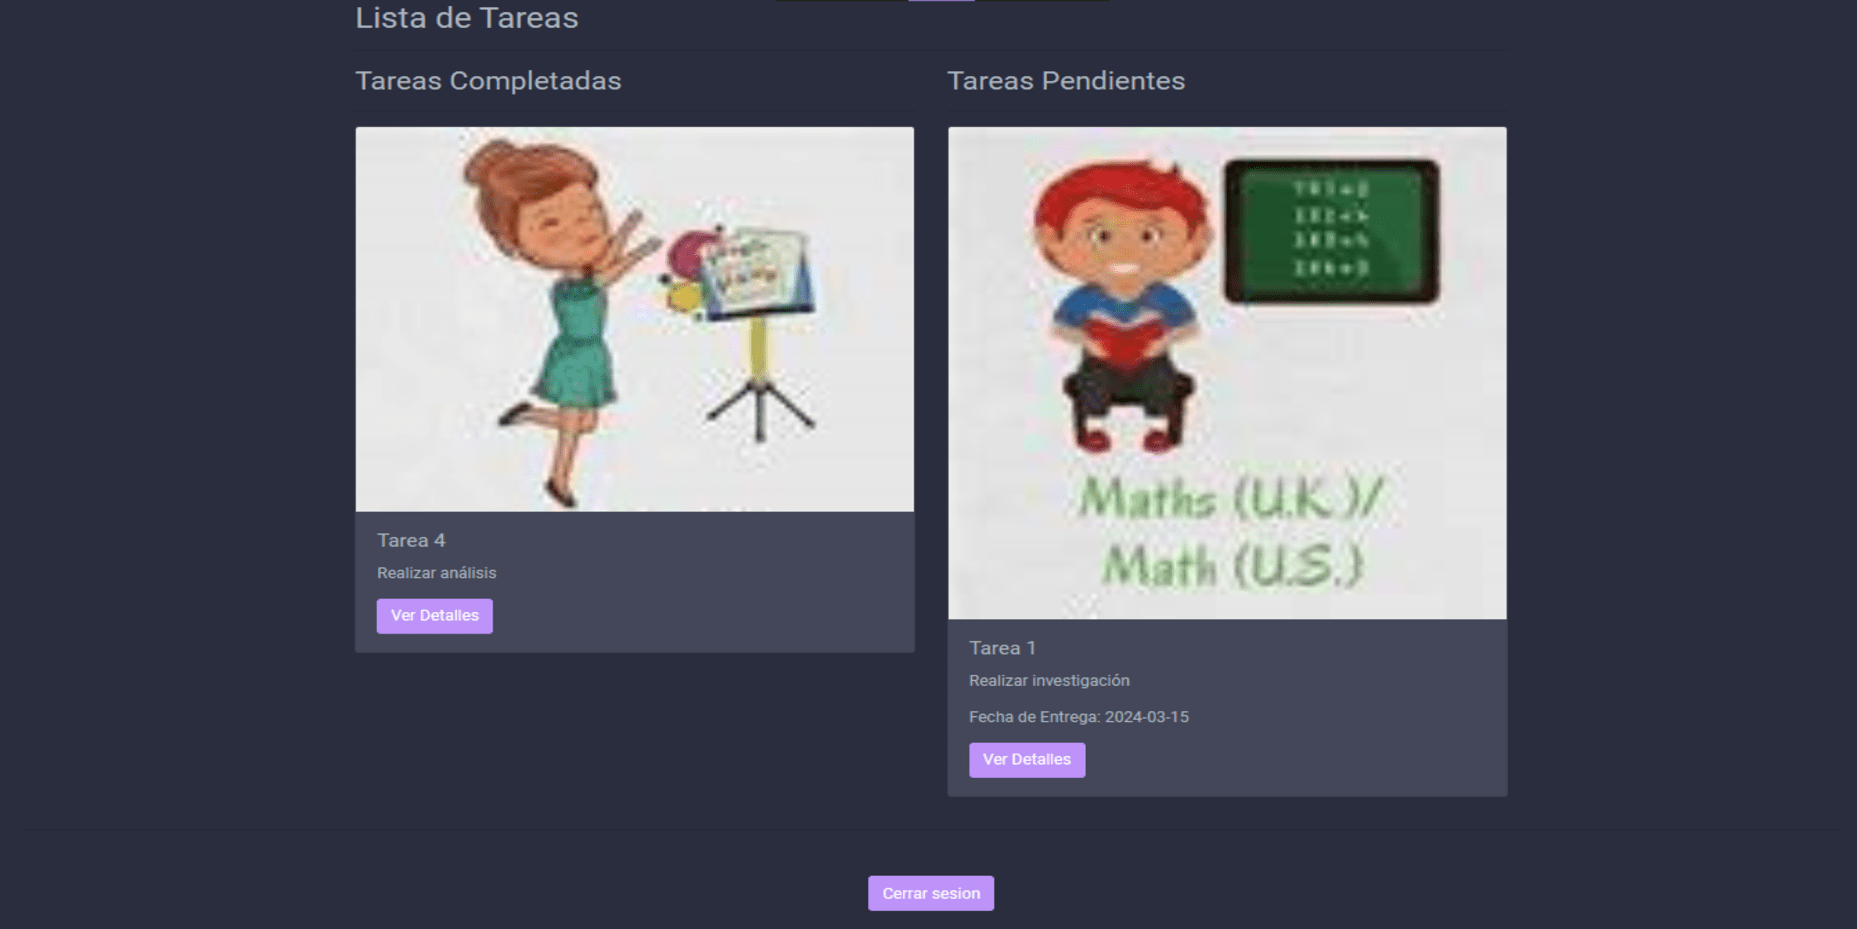 Lista de Tareas
Tareas Completadas
Tarea 4
Realizar análisis
Ver Detalles
Tareas Pendientes
Maths (U.K.)/
Math (U.S.)
Tarea 1
Realizar investigación
Fecha de Entrega: 2024-03-15
Ver Detalles
Cerrar sesion